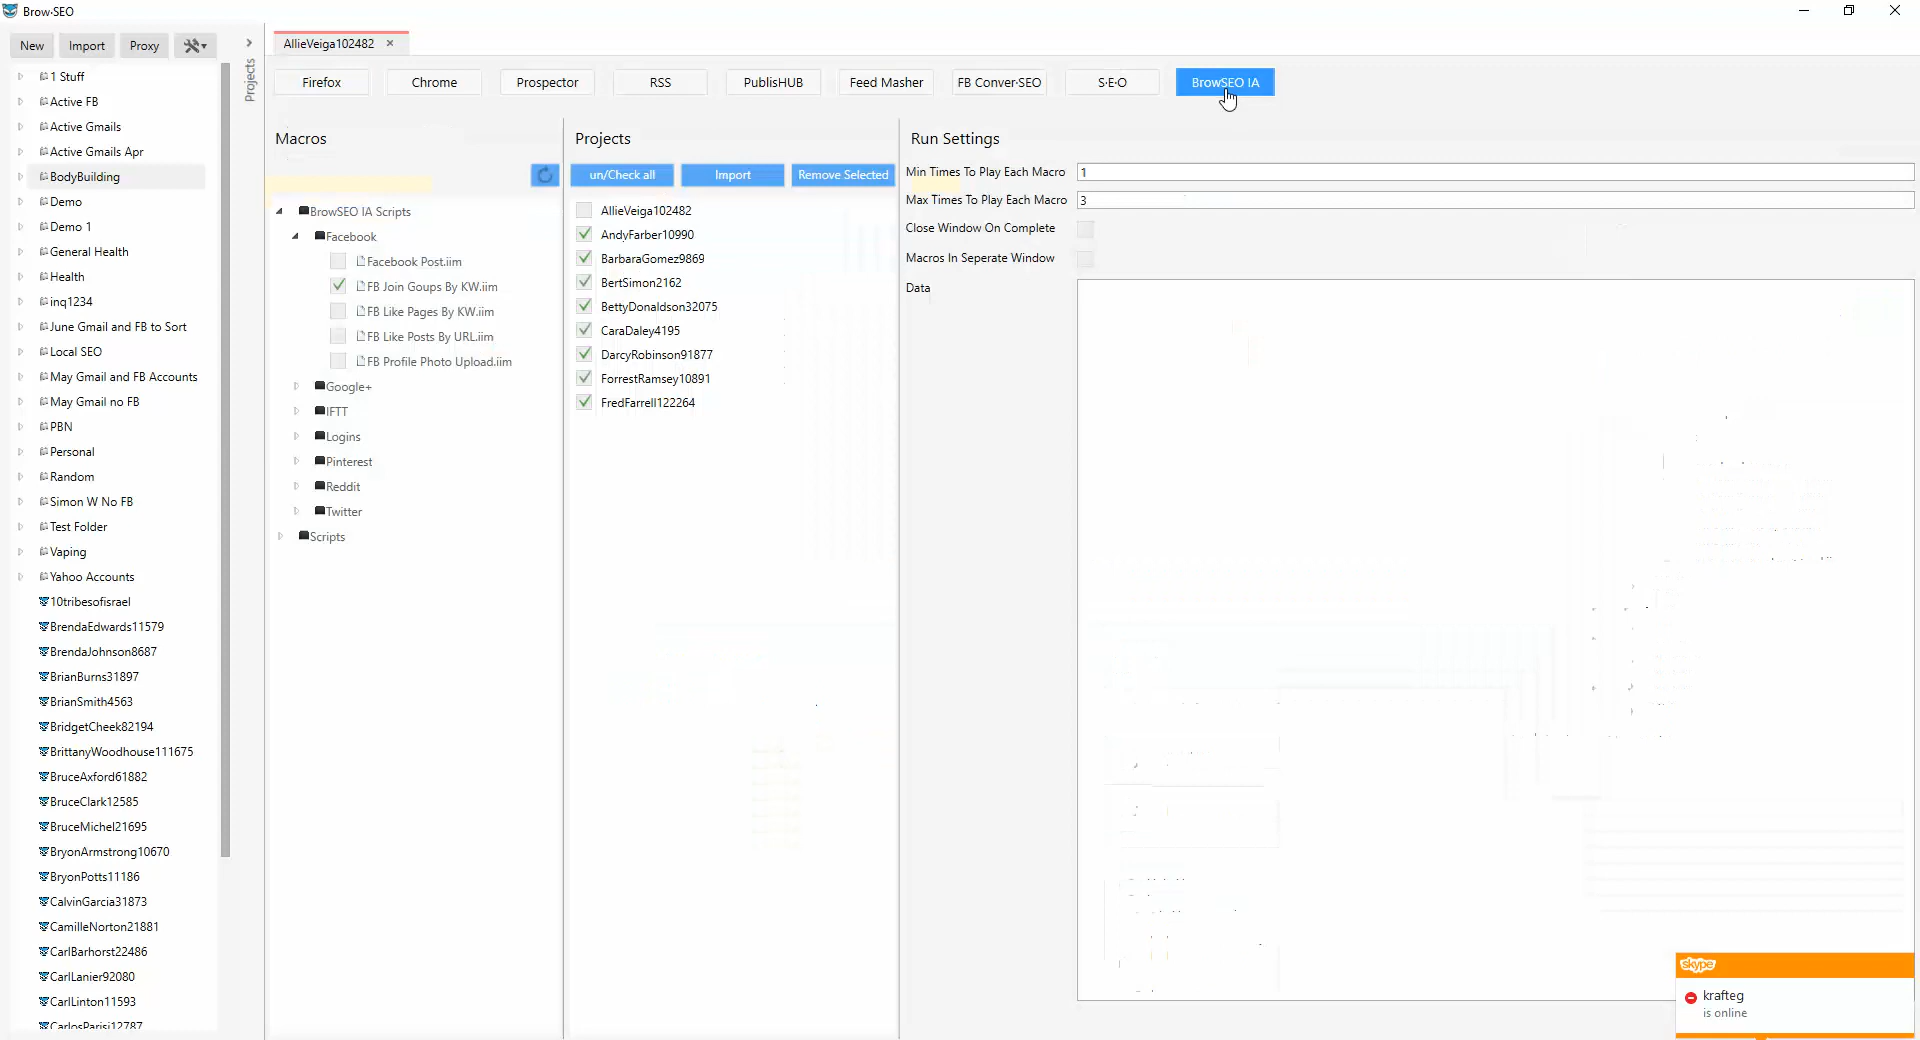 Brow·SEO
New Import Proxy
Projects
1 Stuff
Active FB
Active Gmails
Active Gmails Apr
BodyBuilding
Demo
Demo 1
General Health
Health
inq1234
June Gmail and FB to Sort
Local SEO
May Gmail and FB Accounts
May Gmail no FB
PBN
Personal
Random
Simon W No FB
Test Folder
Vaping
Yahoo Accounts
10tribesofisrael
BrendaEdwards11579
BrendaJohnson8687
BrianBurns31897
BrianSmith4563
BridgetCheek82194
BrittanyWoodhouse111675
BruceAxford61882
BruceClark12585
BruceMichel21695
BryonArmstrong10670
BryonPotts11186
CalvinGarcia31873
CamilleNorton21881
CarlBarhorst22486
CarlLanier92080
CarlLinton11593
CarlosParisi12787
AllieVeiga102482
Firefox Chrome Prospector RSS PublisHUB Feed Masher FB Conver·SEO S·E·O BrowSEO IA
Macros
BrowSEO IA Scripts
Facebook
Facebook Post.iim
FB Join Goups By KW.iim
FB Like Pages By KW.iim
FB Like Posts By URL.iim
FB Profile Photo Upload.iim
Google+
IFTT
Logins
Pinterest
Reddit
Twitter
Scripts
Projects
un/Check all Import Remove Selected
AllieVeiga102482
AndyFarber10990
BarbaraGomez9869
BertSimon2162
BettyDonaldson32075
CaraDaley4195
DarcyRobinson91877
ForrestRamsey10891
FredFarrell122264
Run Settings
Min Times To Play Each Macro 1
Max Times To Play Each Macro 3
Close Window On Complete
Macros In Seperate Window
Data
skype
krafteg
is online